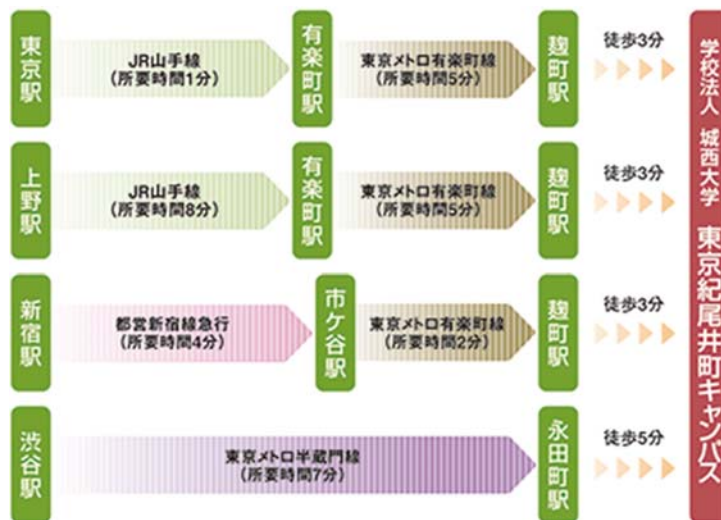 東京駅
JR山手線
(所要時間1分)
有楽町駅
東京メトロ有楽町線
(所要時間5分)
麹町駅
徒歩3分
上野駅
JR山手線
(所要時間8分)
有楽町駅
東京メトロ有楽町線
(所要時間5分)
麹町駅
徒歩3分
新宿駅
都営新宿線急行
(所要時間4分)
市ケ谷駅
東京メトロ有楽町線
(所要時間2分)
麹町駅
徒歩3分
渋谷駅
東京メトロ半蔵門線
(所要時間7分)
永田町駅
徒歩5分
学校法人 城西大学 東京紀尾井町キャンパス